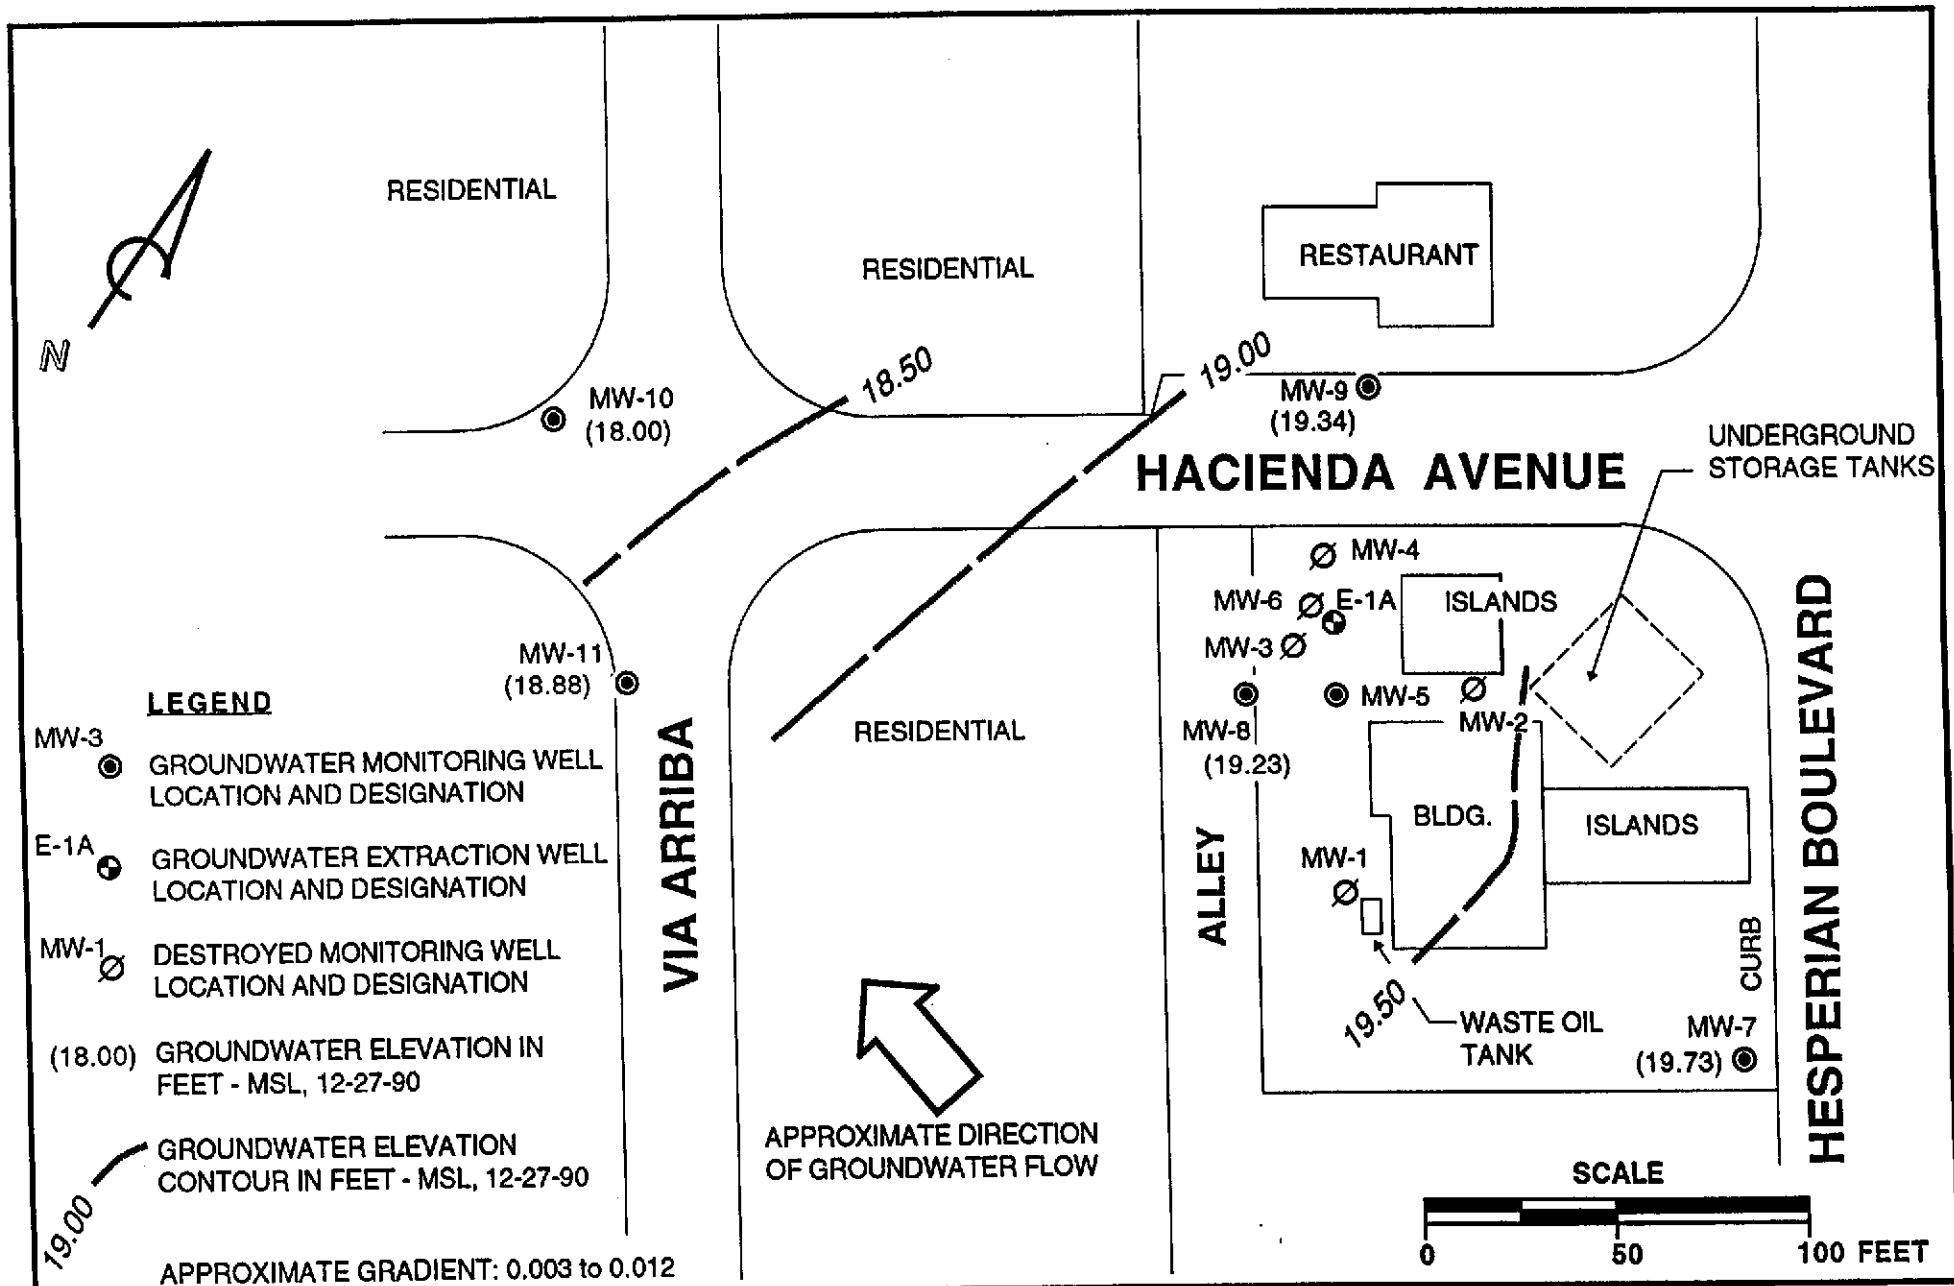 RESIDENTIAL
RESIDENTIAL
RESTAURANT
N
18.50
19.00
MW-10
(18.00)
MW-9
(19.34)
HACIENDA AVENUE
UNDERGROUND
STORAGE TANKS
MW-4
MW-6
E-1A
ISLANDS
MW-3
MW-11
(18.88)
MW-5
MW-2
MW-8
(19.23)
RESIDENTIAL
BLDG.
ISLANDS
MW-1
ALLEY
VIA ARRIBA
CURB
HESPERIAN BOULEVARD
19.50
WASTE OIL
TANK
MW-7
(19.73)
APPROXIMATE DIRECTION
OF GROUNDWATER FLOW
LEGEND
MW-3
GROUNDWATER MONITORING WELL
LOCATION AND DESIGNATION
E-1A
GROUNDWATER EXTRACTION WELL
LOCATION AND DESIGNATION
MW-1
DESTROYED MONITORING WELL
LOCATION AND DESIGNATION
(18.00)
GROUNDWATER ELEVATION IN
FEET - MSL, 12-27-90
19.00
GROUNDWATER ELEVATION
CONTOUR IN FEET - MSL, 12-27-90
APPROXIMATE GRADIENT: 0.003 to 0.012
SCALE
0 50 100 FEET